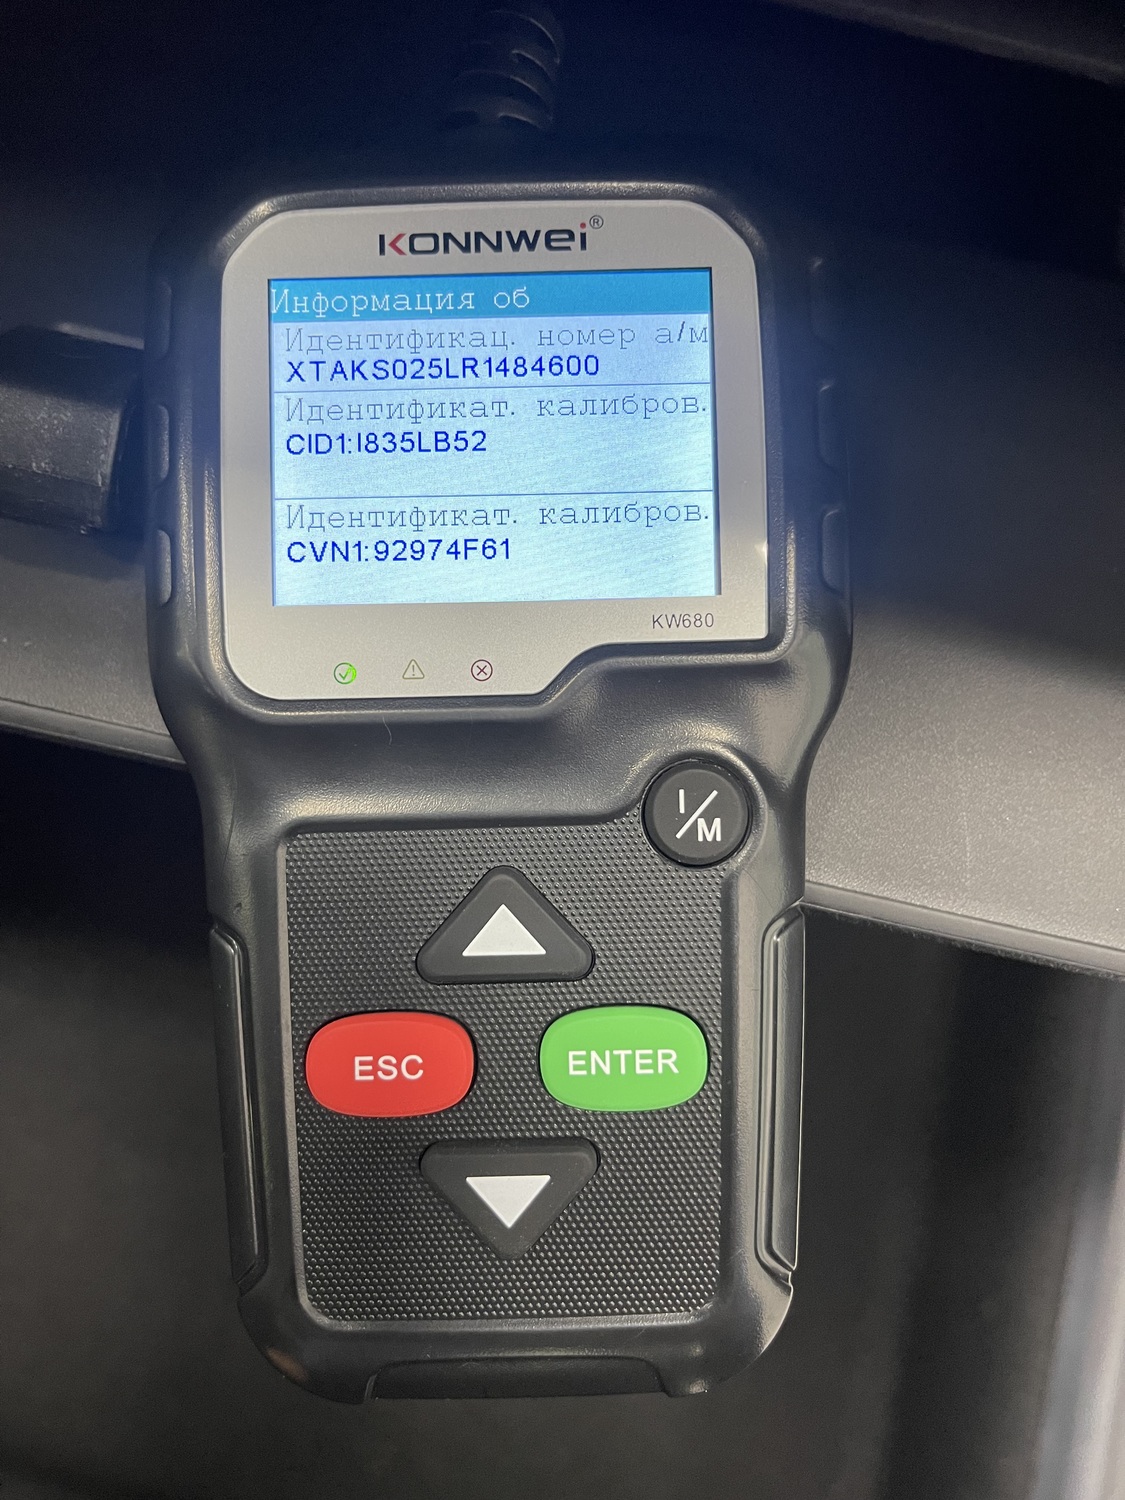 KONNWEi®
Информация об
Идентификац. номер а/м
XTAKS025LR1484600
Идентификат. калибров.
CID1:I835LB52
Идентификат. калибров.
CVN1:92974F61
KW680
I/M
ESC
ENTER